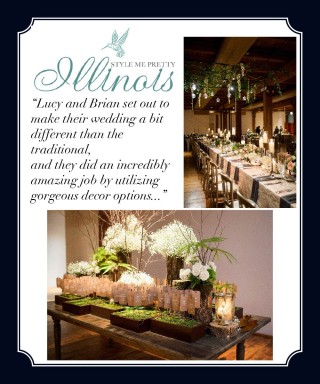 STYLE ME PRETTY
Illinois
“Lucy and Brian set out to
make their wedding a bit
different than the
traditional,
and they did an incredibly
amazing job by utilizing
gorgeous decor options...”